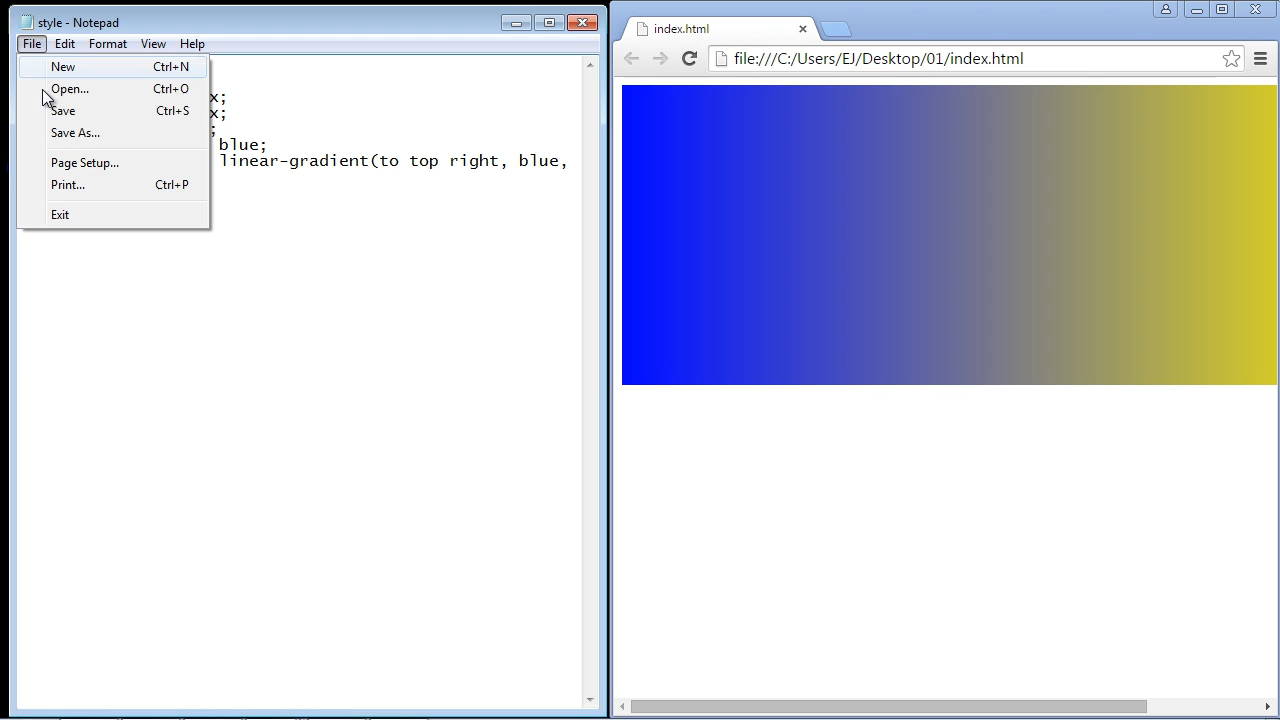 style - Notepad
File Edit Format View Help
New Ctrl+N
Open... Ctrl+O
Save Ctrl+S
Save As...
Page Setup...
Print... Ctrl+P
Exit
x;
x;
;
blue;
linear-gradient(to top right, blue,
index.html
file:///C:/Users/EJ/Desktop/01/index.html